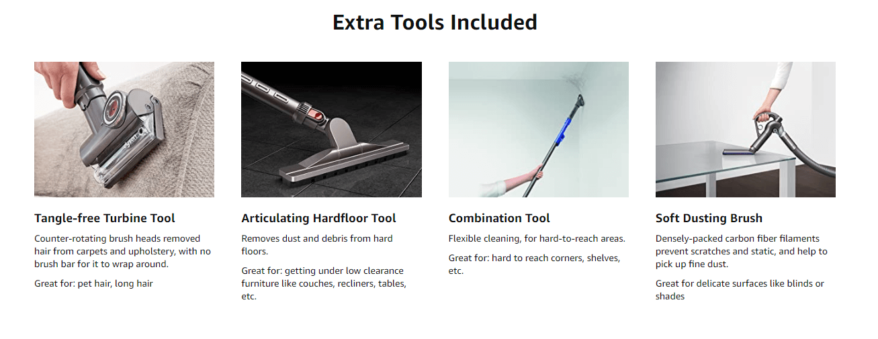 Extra Tools Included
Tangle-free Turbine Tool
Counter-rotating brush heads removed
hair from carpets and upholstery, with no
brush bar for it to wrap around.
Great for: pet hair, long hair
Articulating Hardfloor Tool
Removes dust and debris from hard
floors.
Great for: getting under low clearance
furniture like couches, recliners, tables,
etc.
Combination Tool
Flexible cleaning, for hard-to-reach areas.
Great for: hard to reach corners, shelves,
etc.
Soft Dusting Brush
Densely-packed carbon fiber filaments
prevent scratches and static, and help to
pick up fine dust.
Great for delicate surfaces like blinds or
shades